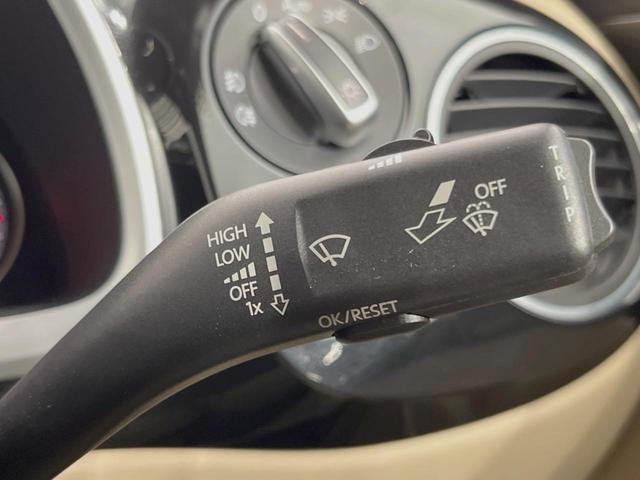 HIGH
LOW
OFF
1x
OK/RESET
OFF
TRIP